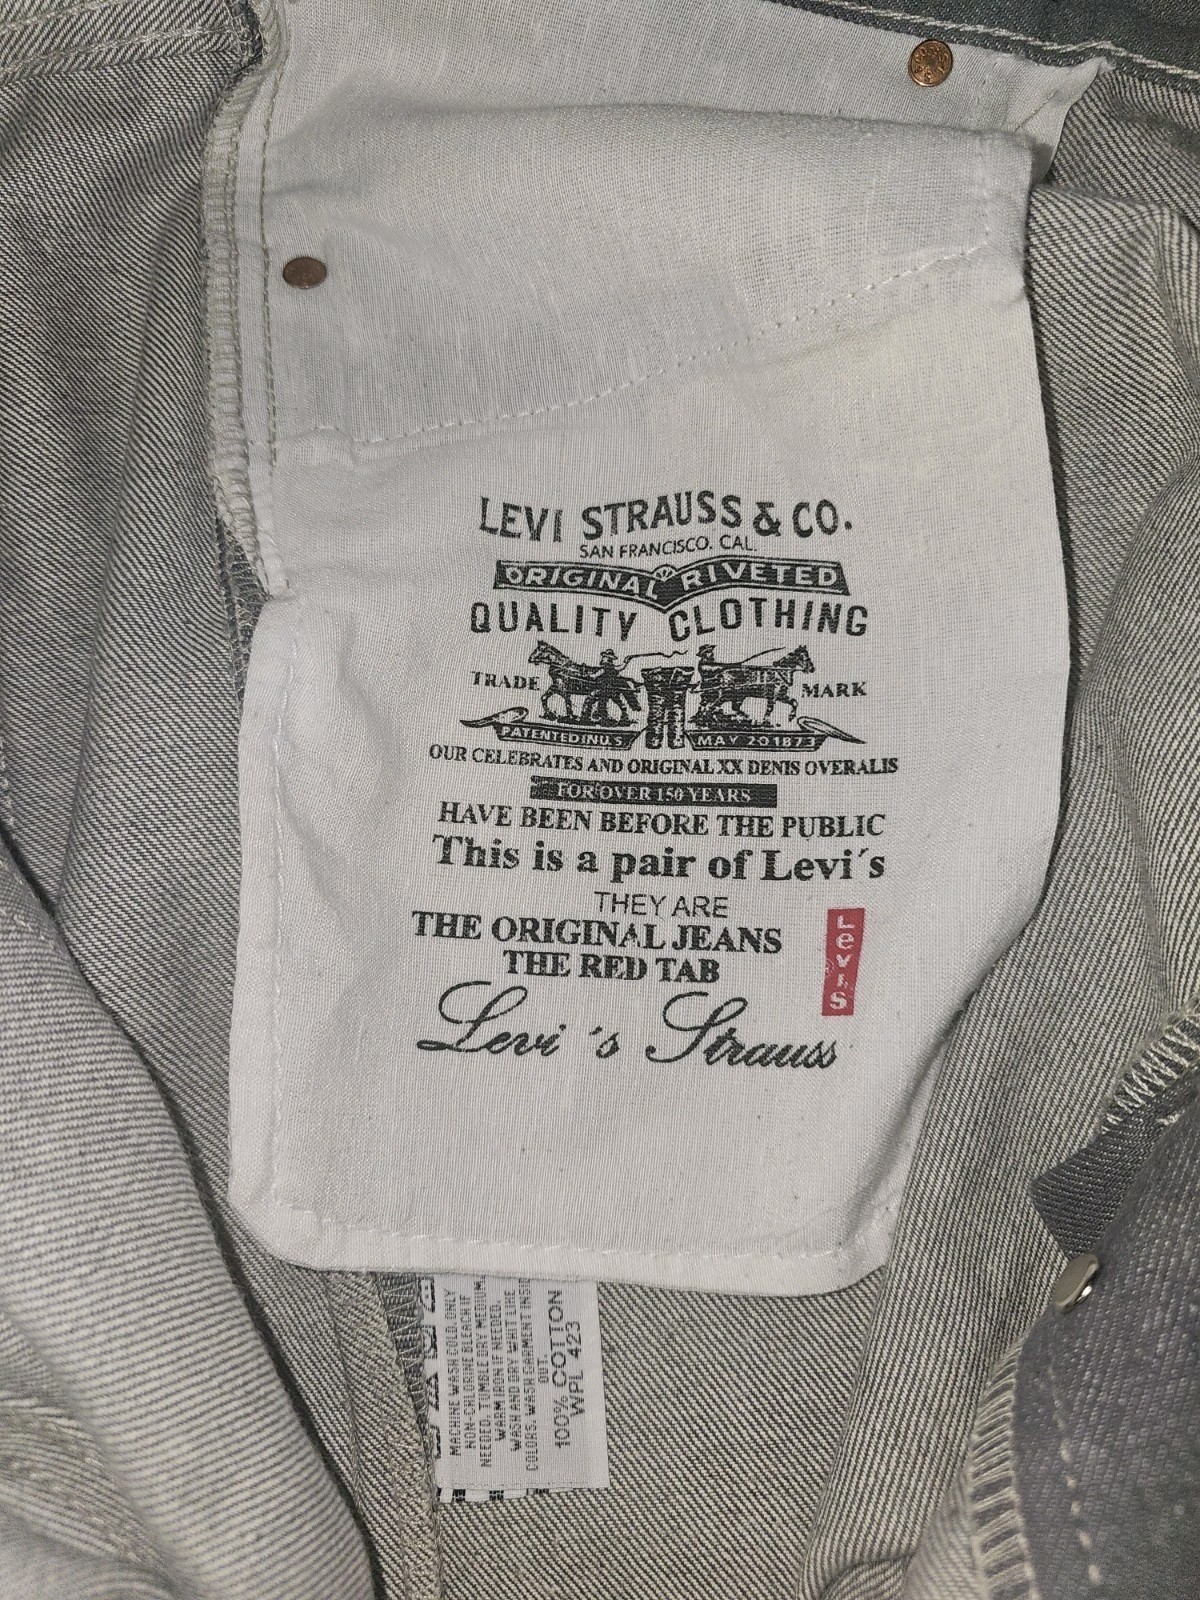 LEVI STRAUSS & CO.
SAN FRANCISCO. CAL.
ORIGINAL RIVETED
QUALITY CLOTHING
TRADE MARK
PATENTED IN U.S MAY 20 1873
OUR CELEBRATES AND ORIGINAL XX DENIS OVERALIS
FOR OVER 150 YEARS
HAVE BEEN BEFORE THE PUBLIC
This is a pair of Levi´s
THEY ARE
THE ORIGINAL JEANS
THE RED TAB
Levi´s
Levi ´s Strauss
MACHINE WASH COLD. ONLY
NON-CHLORINE BLEACH IF
NEEDED. TUMBLE DRY MEDIUM.
WARM IRON IF NEEDED.
WASH AND DRY WHIT LIKE
COLORS. WASH GARMENT INSID
OUT.
100% COTTON
WPL 423